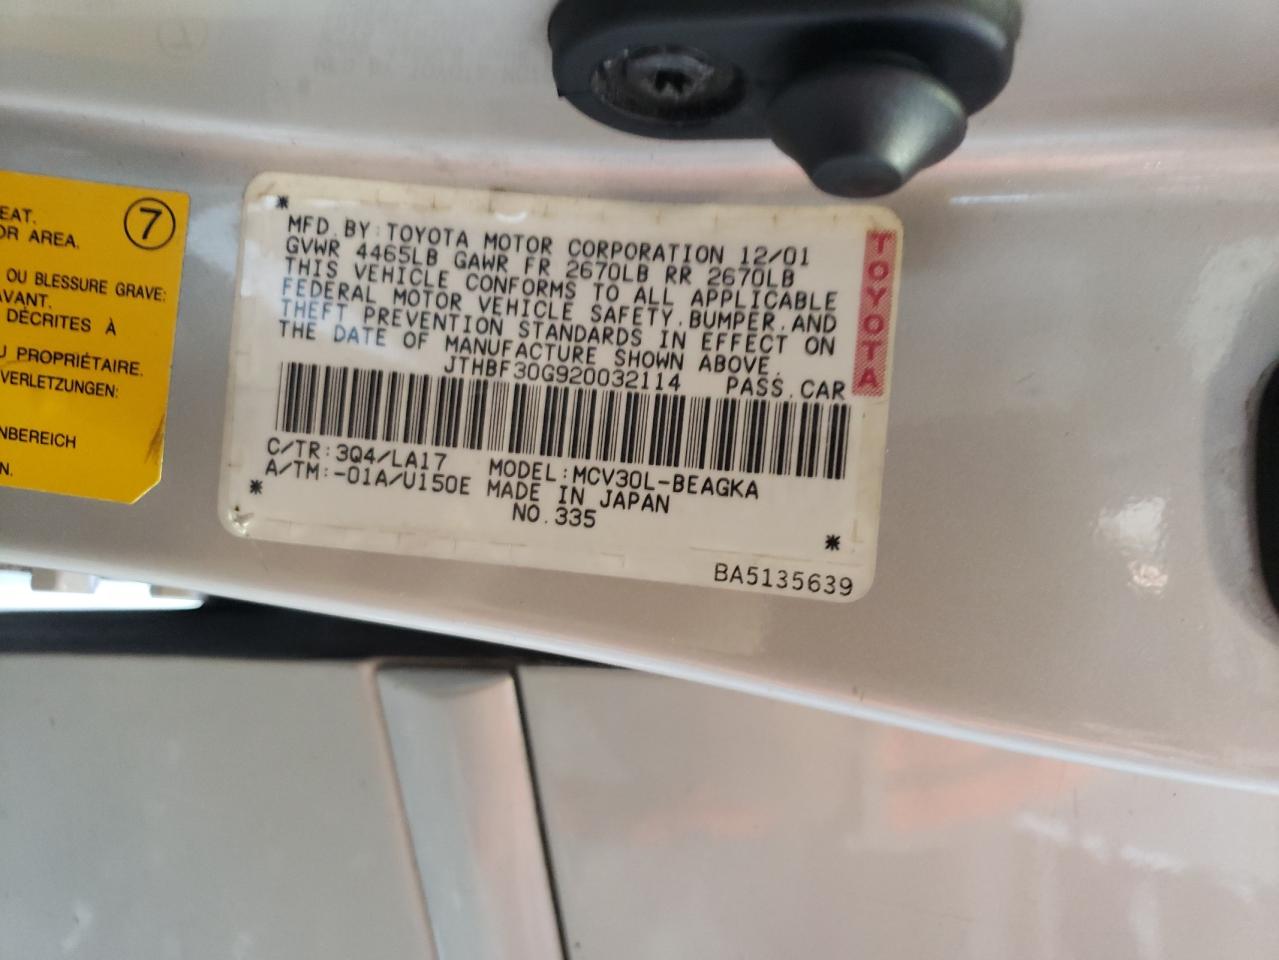 EAT.
OR AREA.
7
OU BLESSURE GRAVE:
AVANT.
DÉCRITES À
U PROPRIÉTAIRE.
VERLETZUNGEN:
NBEREICH
N.
* MFD. BY: TOYOTA MOTOR CORPORATION 12/01
GVWR 4465LB GAWR FR 2670LB RR 2670LB
THIS VEHICLE CONFORMS TO ALL APPLICABLE
FEDERAL MOTOR VEHICLE SAFETY, BUMPER, AND
THEFT PREVENTION STANDARDS IN EFFECT ON
THE DATE OF MANUFACTURE SHOWN ABOVE.
JTHBF30G920032114 PASS. CAR
TOYOTA
C/TR: 3Q4/LA17 MODEL: MCV30L-BEAGKA
A/TM: -01A/U150E MADE IN JAPAN
* NO. 335 *
BA5135639